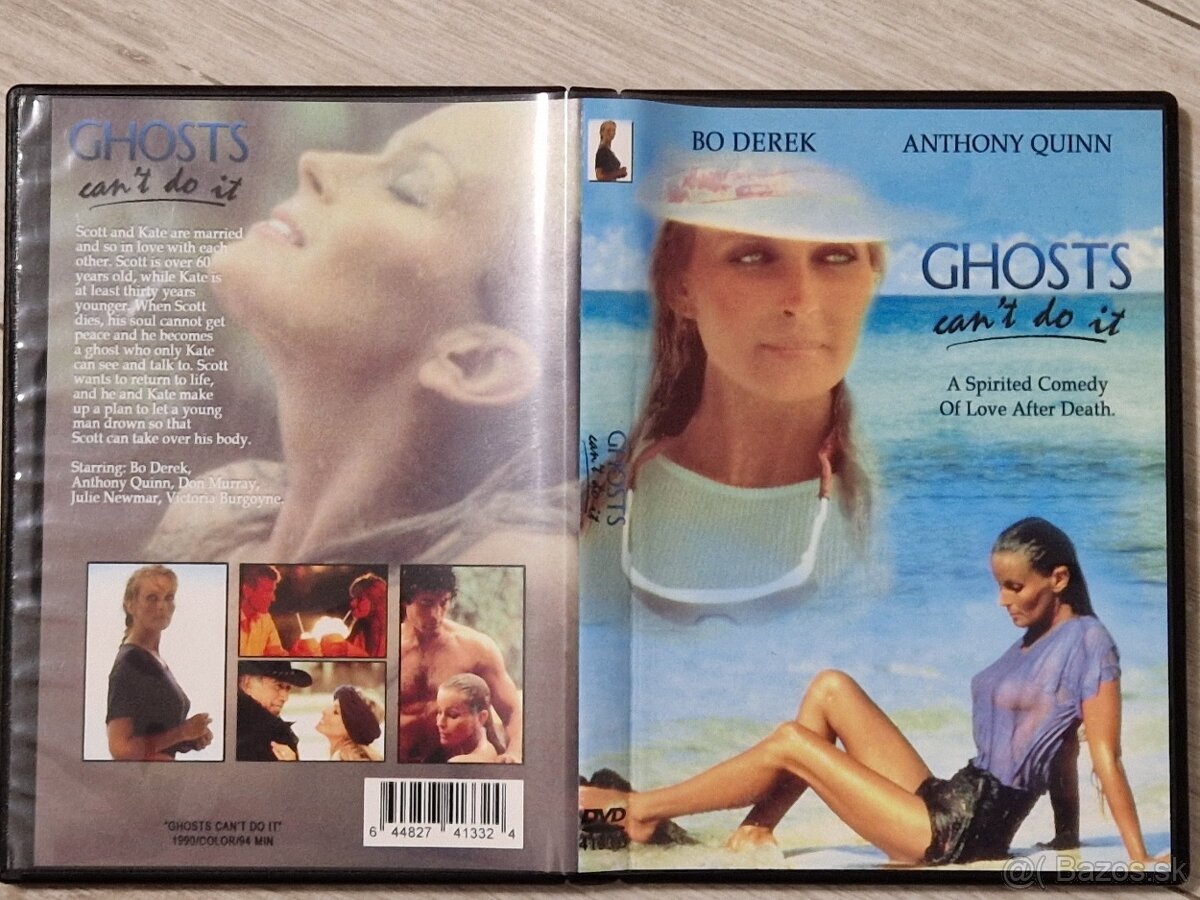 GHOSTS
can't do it
Scott and Kate are married
and so in love with each
other. Scott is over 60
years old, while Kate is
at least thirty years
younger. When Scott
dies, his soul cannot get
peace and he becomes
a ghost who only Kate
can see and talk to. Scott
wants to return to life,
and he and Kate make
up a plan to let a young
man drown so that
Scott can take over his body.
Starring: Bo Derek,
Anthony Quinn, Don Murray,
Julie Newmar, Victoria Burgoyne.
"GHOSTS CAN'T DO IT"
1990/COLOR/94 MIN
6 44827 41332 4
GHOSTS
can't do it
DVD
BO DEREK ANTHONY QUINN
GHOSTS
can't do it
A Spirited Comedy
Of Love After Death.
@( Bazos.sk